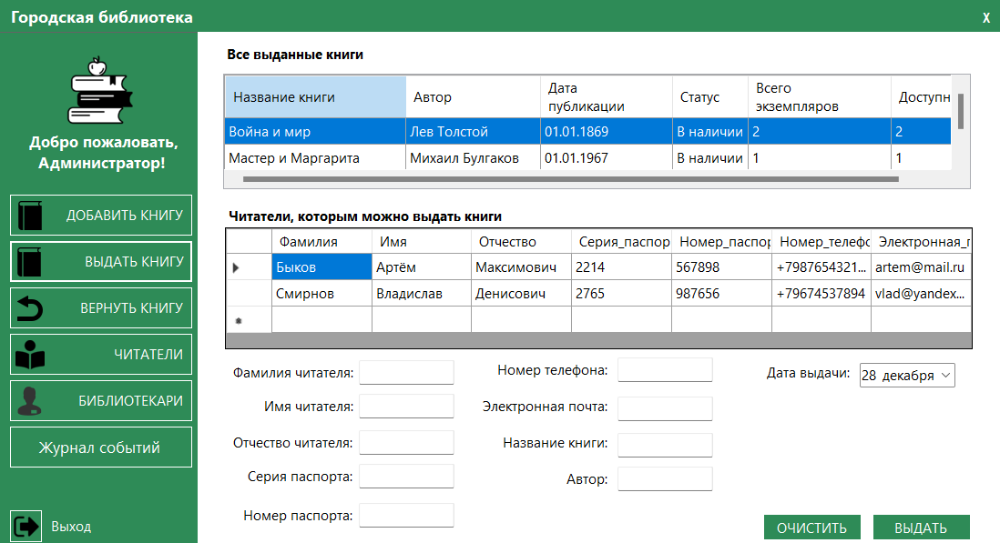 Городская библиотека
X
Добро пожаловать,
Администратор!
ДОБАВИТЬ КНИГУ
ВЫДАТЬ КНИГУ
ВЕРНУТЬ КНИГУ
ЧИТАТЕЛИ
БИБЛИОТЕКАРИ
Журнал событий
Выход
Все выданные книги
Название книги Автор Дата публикации Статус Всего экземпляров Доступн
Война и мир Лев Толстой 01.01.1869 В наличии 2 2
Мастер и Маргарита Михаил Булгаков 01.01.1967 В наличии 1 1
Читатели, которым можно выдать книги
Фамилия Имя Отчество Серия_паспор Номер_паспор Номер_телефо Электронная_п
Быков Артём Максимович 2214 567898 +7987654321... artem@mail.ru
Смирнов Владислав Денисович 2765 987656 +79674537894 vlad@yandex...
Фамилия читателя:
Имя читателя:
Отчество читателя:
Серия паспорта:
Номер паспорта:
Номер телефона:
Электронная почта:
Название книги:
Автор:
Дата выдачи: 28 декабря
ОЧИСТИТЬ
ВЫДАТЬ